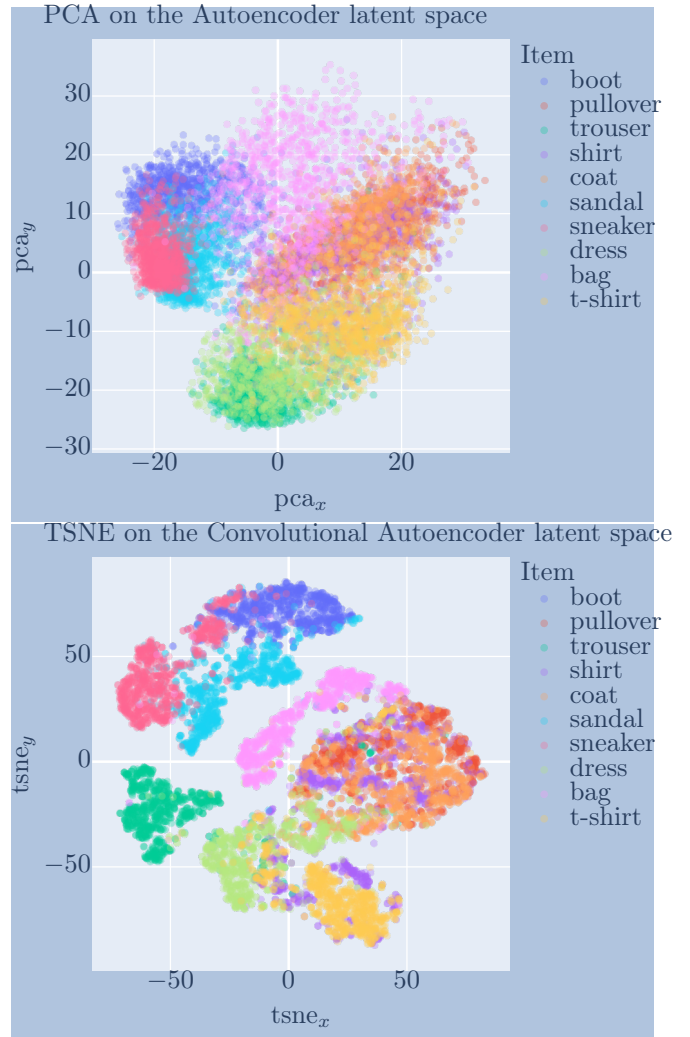 PCA on the Autoencoder latent space
Item
boot
pullover
trouser
shirt
coat
sandal
sneaker
dress
bag
t-shirt
30
20
10
0
−10
−20
−30
pca_y
−20 0 20
pca_x
TSNE on the Convolutional Autoencoder latent space
Item
boot
pullover
trouser
shirt
coat
sandal
sneaker
dress
bag
t-shirt
50
0
−50
tsne_y
−50 0 50
tsne_x